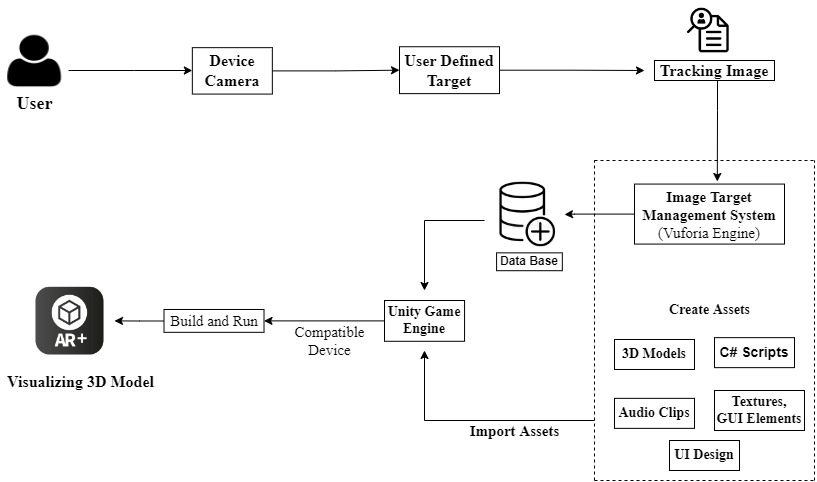 User
Device
Camera
User Defined
Target
Tracking Image
Image Target
Management System
(Vuforia Engine)
Data Base
Create Assets
3D Models
C# Scripts
Audio Clips
Textures,
GUI Elements
UI Design
Import Assets
Unity Game
Engine
Compatible
Device
Build and Run
AR+
Visualizing 3D Model